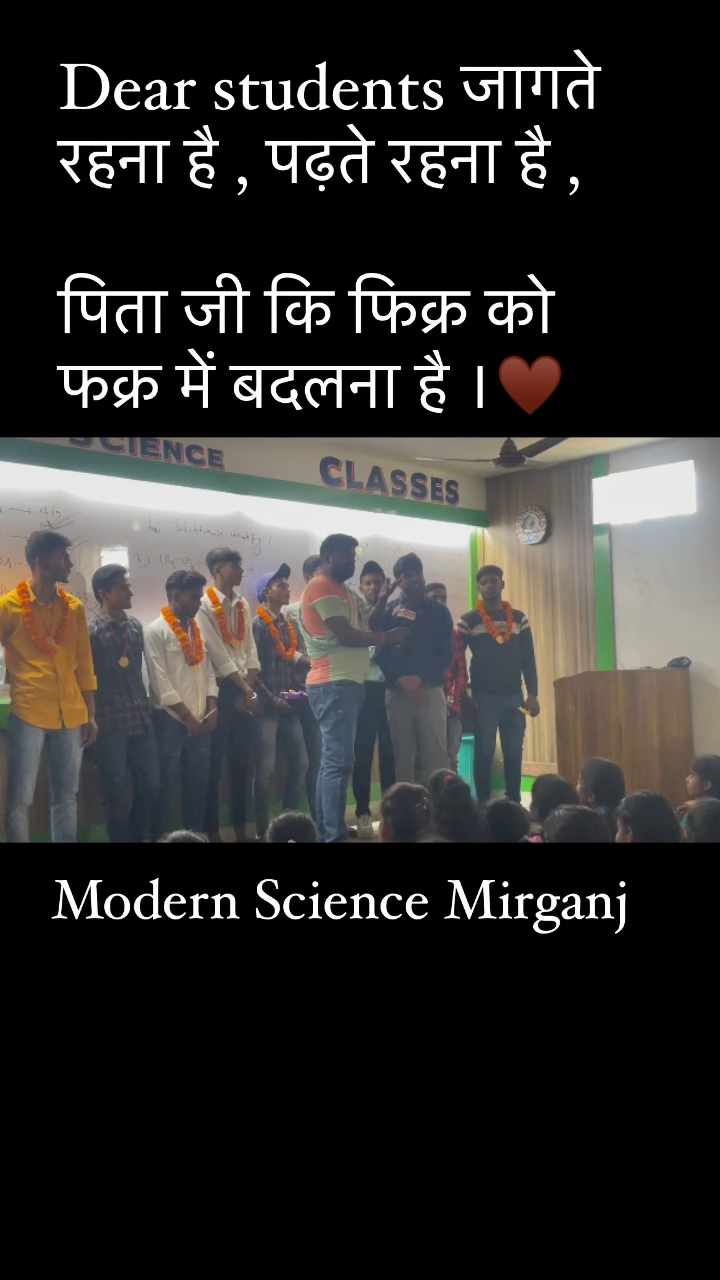 Dear students जागते
रहना है , पढ़ते रहना है ,
पिता जी कि फिक्र को
फक्र में बदलना है ।♥️
SCIENCE
CLASSES
Modern Science Mirganj